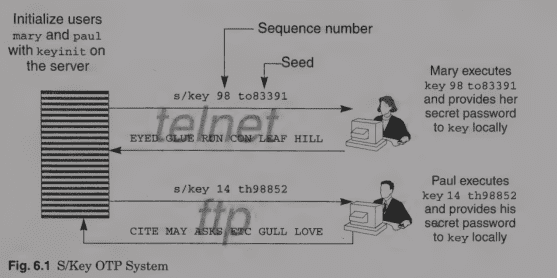 Initialize users
mary and paul
with keyinit on
the server
Sequence number
Seed
s/key 98 to83391
telnet
EYED GLUE RUN CON LEAF HILL
Mary executes
key 98 to83391
and provides her
secret password
to key locally
s/key 14 th98852
ftp
CITE MAY ASKS ETC GULL LOVE
Paul executes
key 14 th98852
and provides his
secret password
to key locally
Fig. 6.1 S/Key OTP System